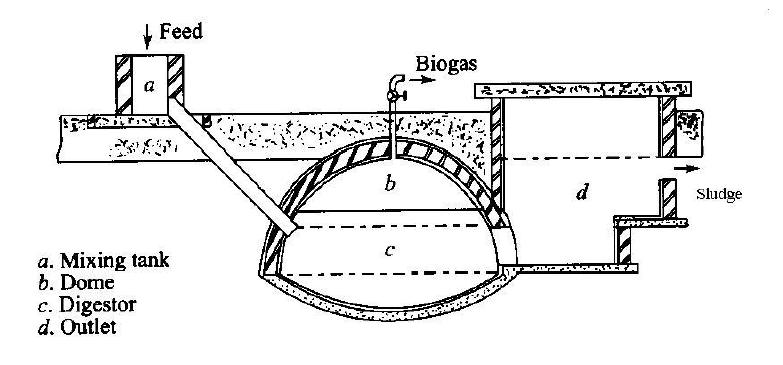 Feed
Biogas
a
b
c
d
Sludge
a. Mixing tank
b. Dome
c. Digestor
d. Outlet